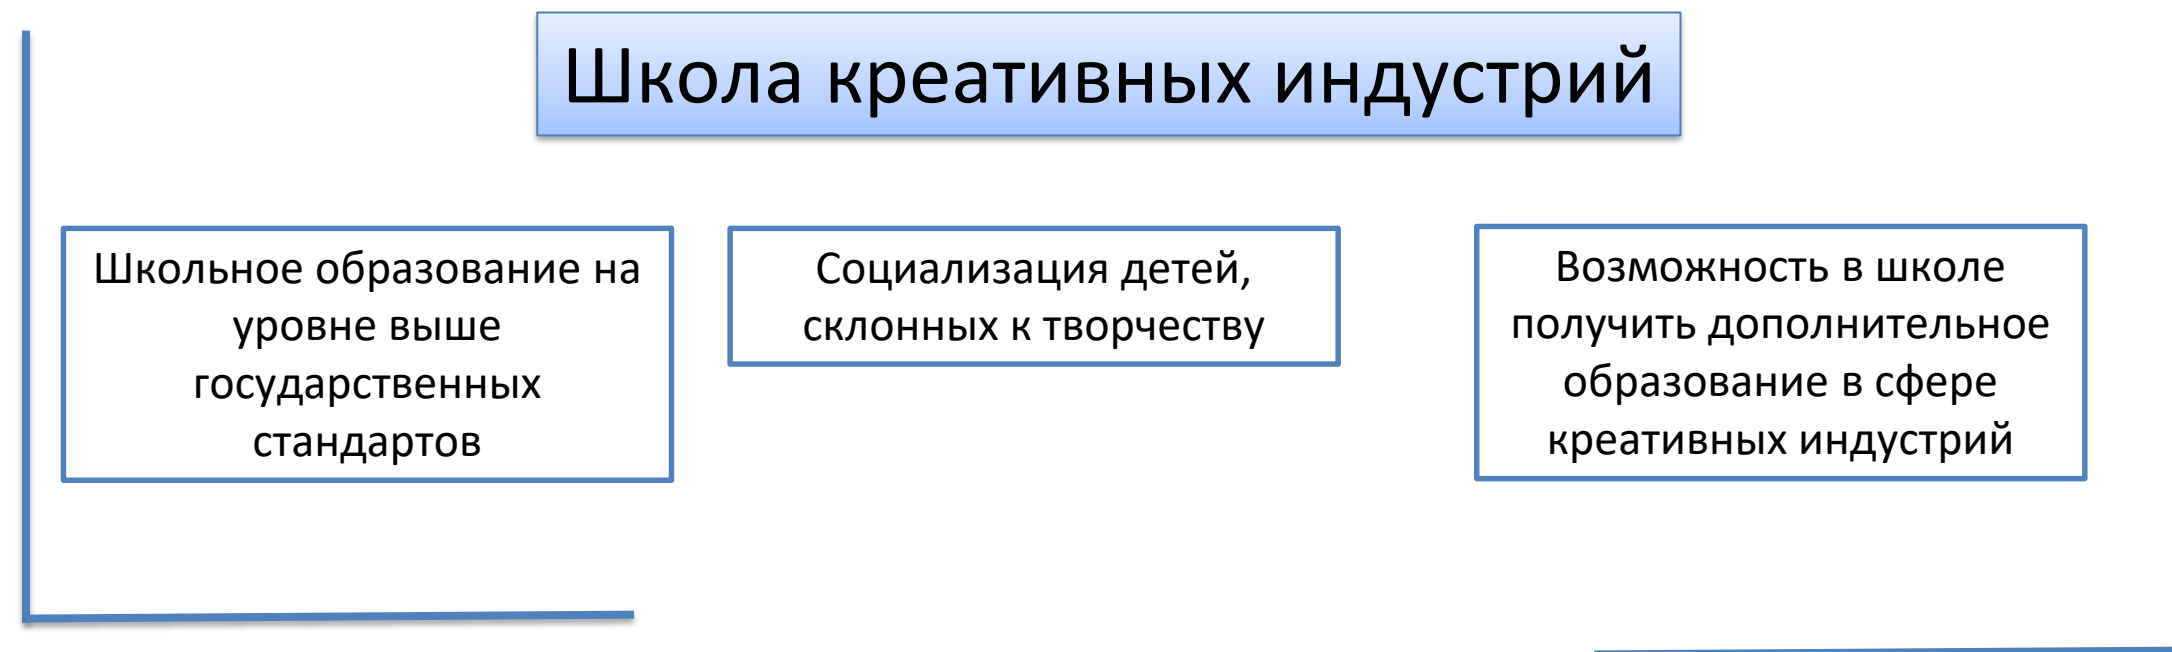 Школа креативных индустрий
Школьное образование на
уровне выше
государственных
стандартов
Социализация детей,
склонных к творчеству
Возможность в школе
получить дополнительное
образование в сфере
креативных индустрий